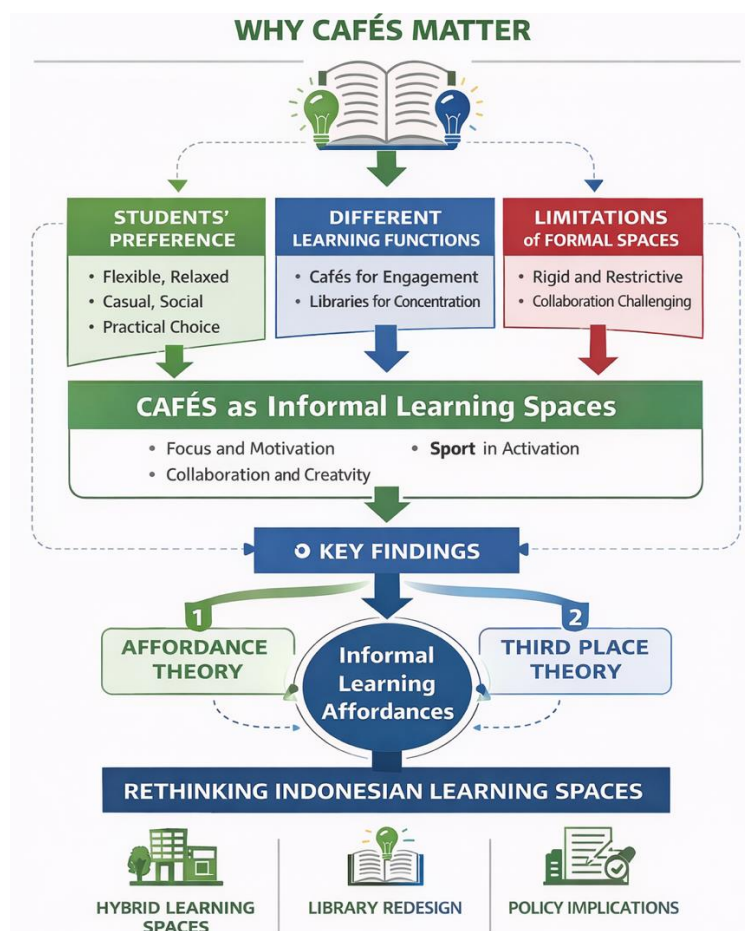 WHY CAFÉS MATTER
STUDENTS'
PREFERENCE
• Flexible, Relaxed
• Casual, Social
• Practical Choice
DIFFERENT
LEARNING FUNCTIONS
• Cafés for Engagement
• Libraries for Concentration
LIMITATIONS
of FORMAL SPACES
• Rigid and Restrictive
• Collaboration Challenging
CAFÉS as Informal Learning Spaces
• Focus and Motivation
• Collaboration and Creatvity
• Sport in Activation
KEY FINDINGS
1
AFFORDANCE
THEORY
Informal
Learning
Affordances
2
THIRD PLACE
THEORY
RETHINKING INDONESIAN LEARNING SPACES
HYBRID LEARNING
SPACES
LIBRARY REDESIGN
POLICY IMPLICATIONS